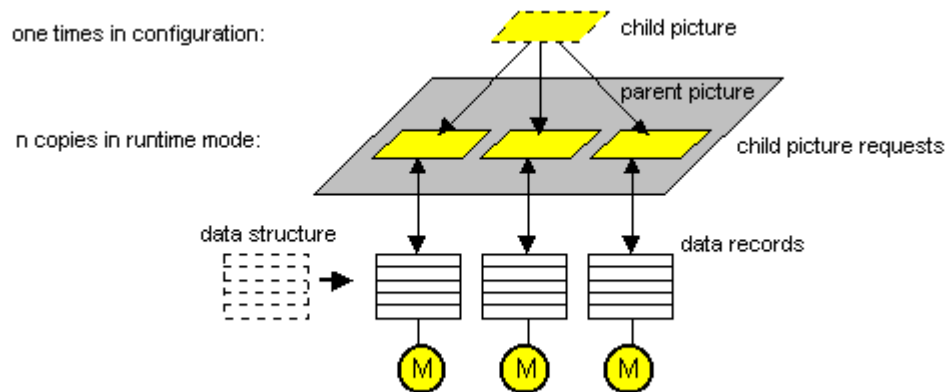 one times in configuration:
child picture
parent picture
n copies in runtime mode:
child picture requests
data structure
data records
M
M
M